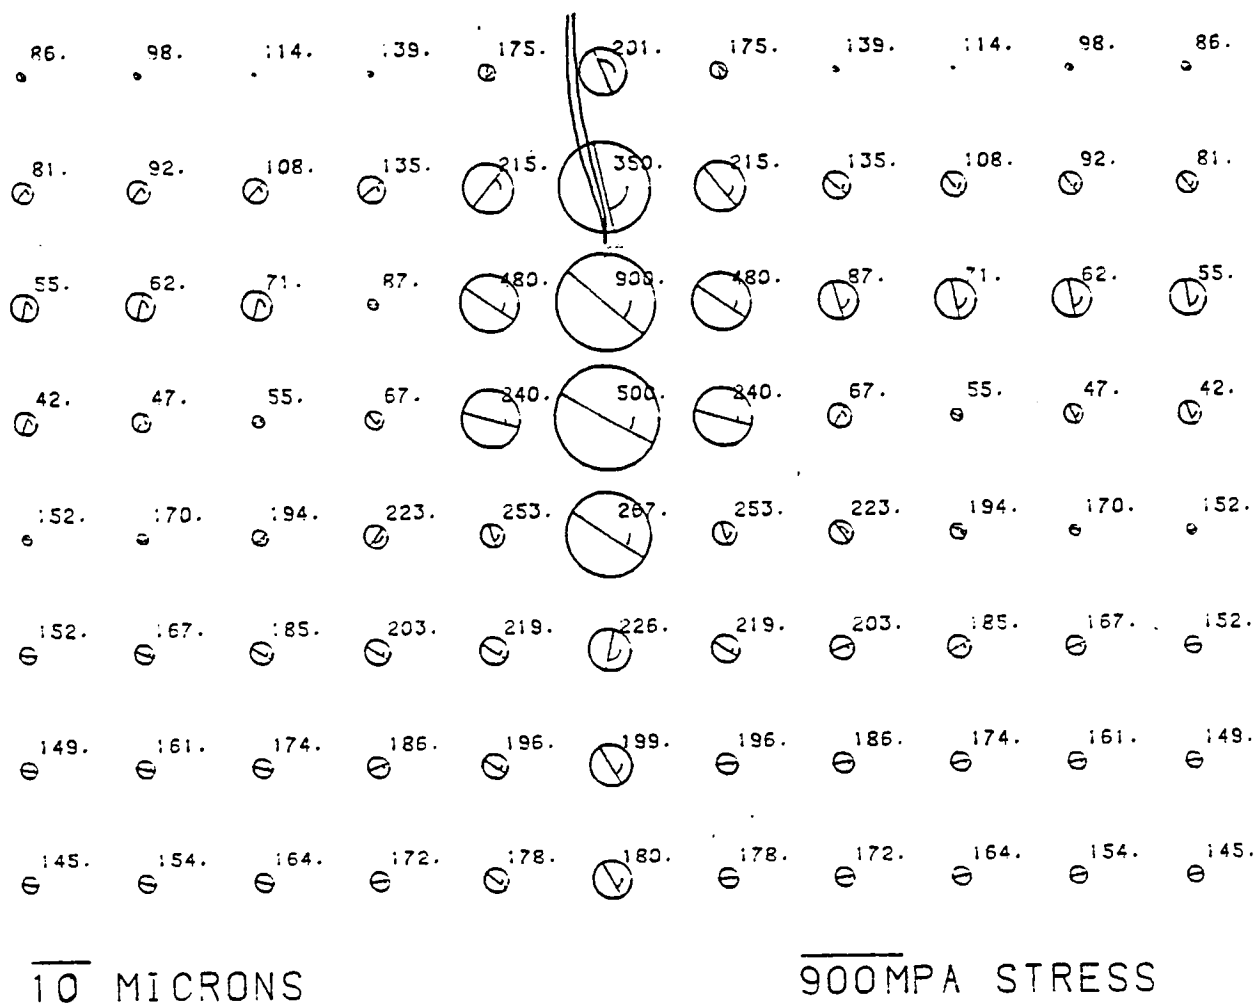 86. 98. 114. 139. 175. 201. 175. 139. 114. 98. 86.
81. 92. 108. 135. 215. 350. 215. 135. 108. 92. 81.
55. 62. 71. 87. 480. 900. 480. 87. 71. 62. 55.
42. 47. 55. 67. 240. 500. 240. 67. 55. 47. 42.
152. 170. 194. 223. 253. 267. 253. 223. 194. 170. 152.
152. 167. 185. 203. 219. 226. 219. 203. 185. 167. 152.
149. 161. 174. 186. 196. 199. 196. 186. 174. 161. 149.
145. 154. 164. 172. 178. 180. 178. 172. 164. 154. 145.
10 MICRONS 900MPA STRESS